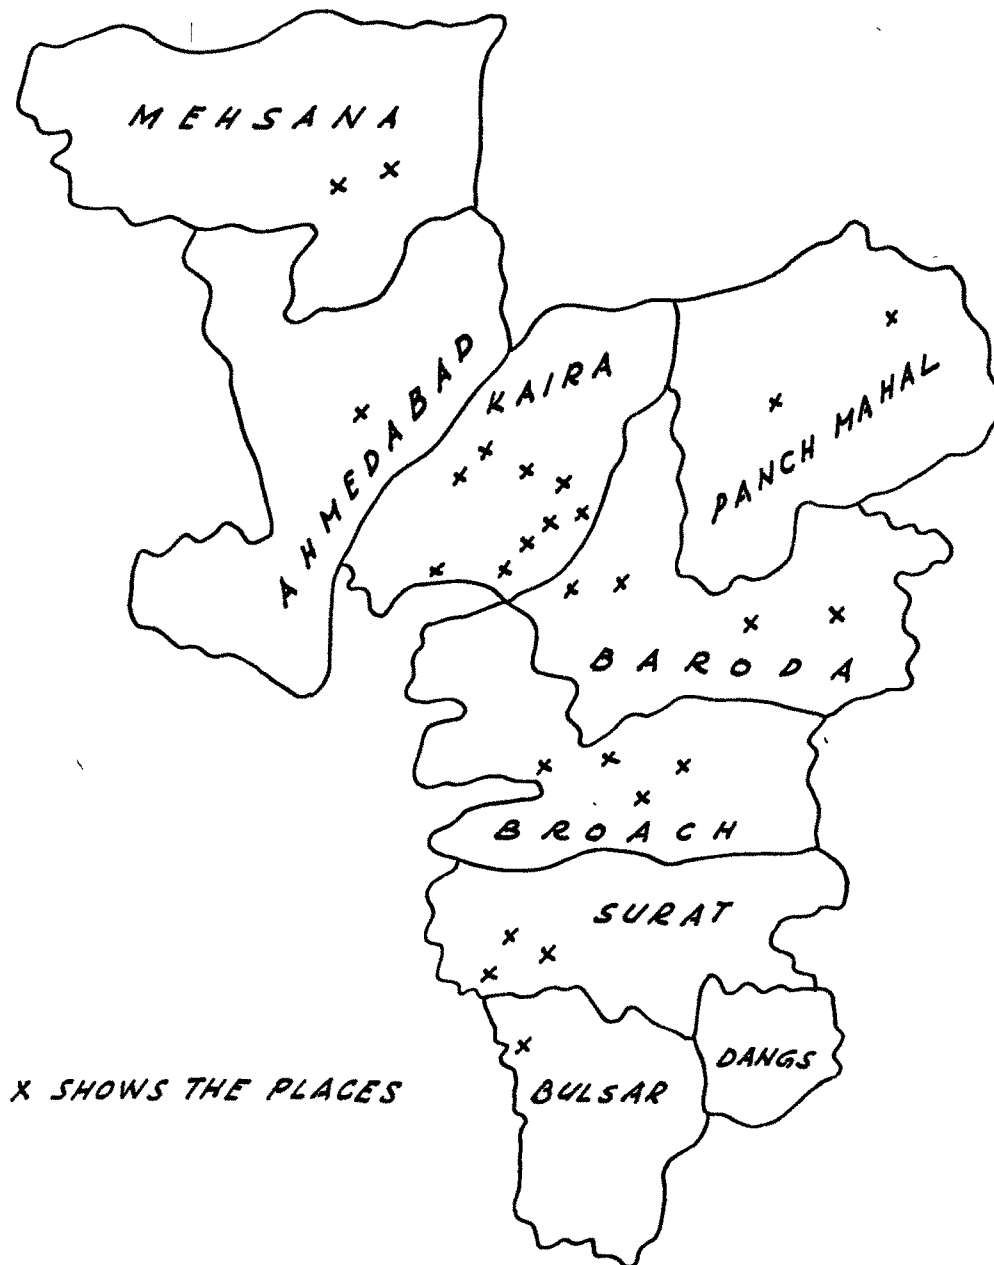 MEHSANA
AHMEDABAD
KAIRA
PANCH MAHAL
BARODA
BROACH
SURAT
DANGS
BULSAR
X SHOWS THE PLACES